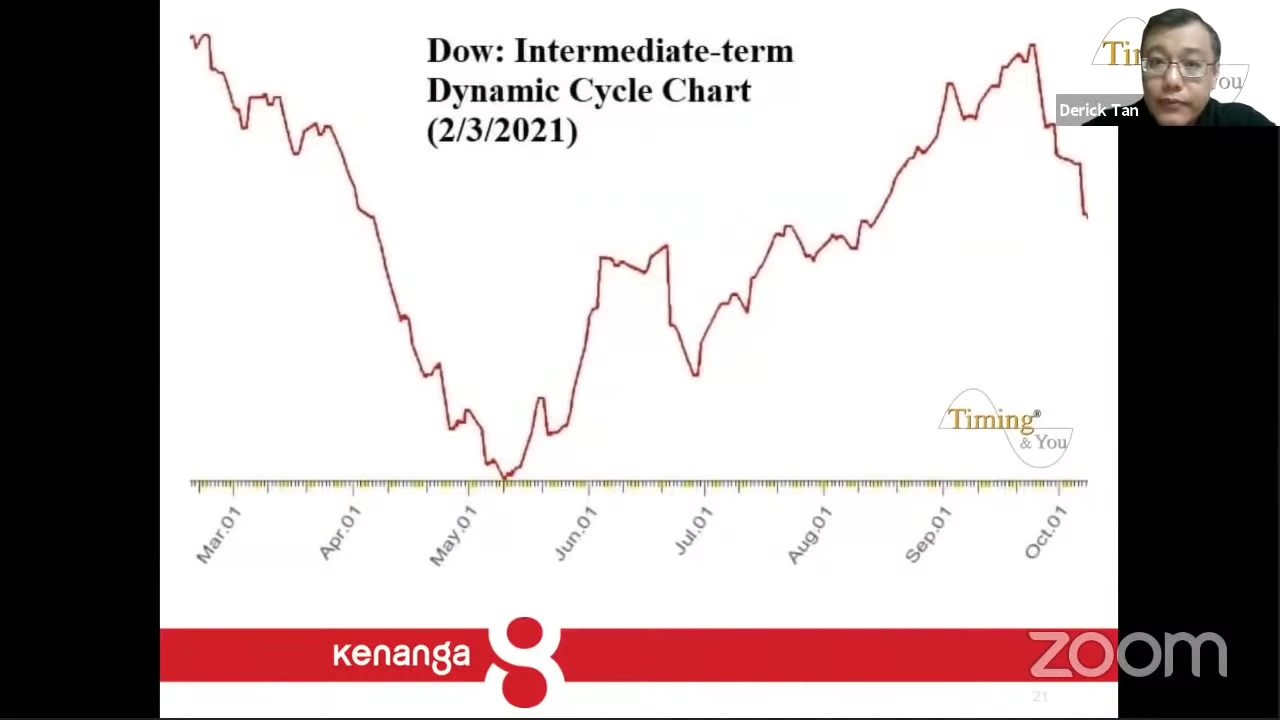 Dow: Intermediate-term
Dynamic Cycle Chart
(2/3/2021)
Derick Tan
Timing®
& You
Mar.01
Apr.01
May.01
Jun.01
Jul.01
Aug.01
Sep.01
Oct.01
kenanga
zoom
21